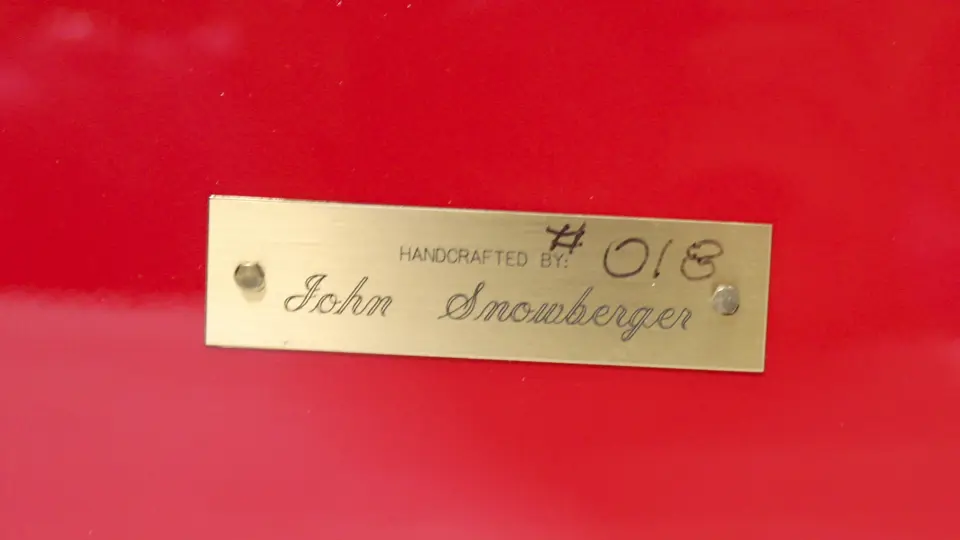 HANDCRAFTED BY: # 018
John Snowberger